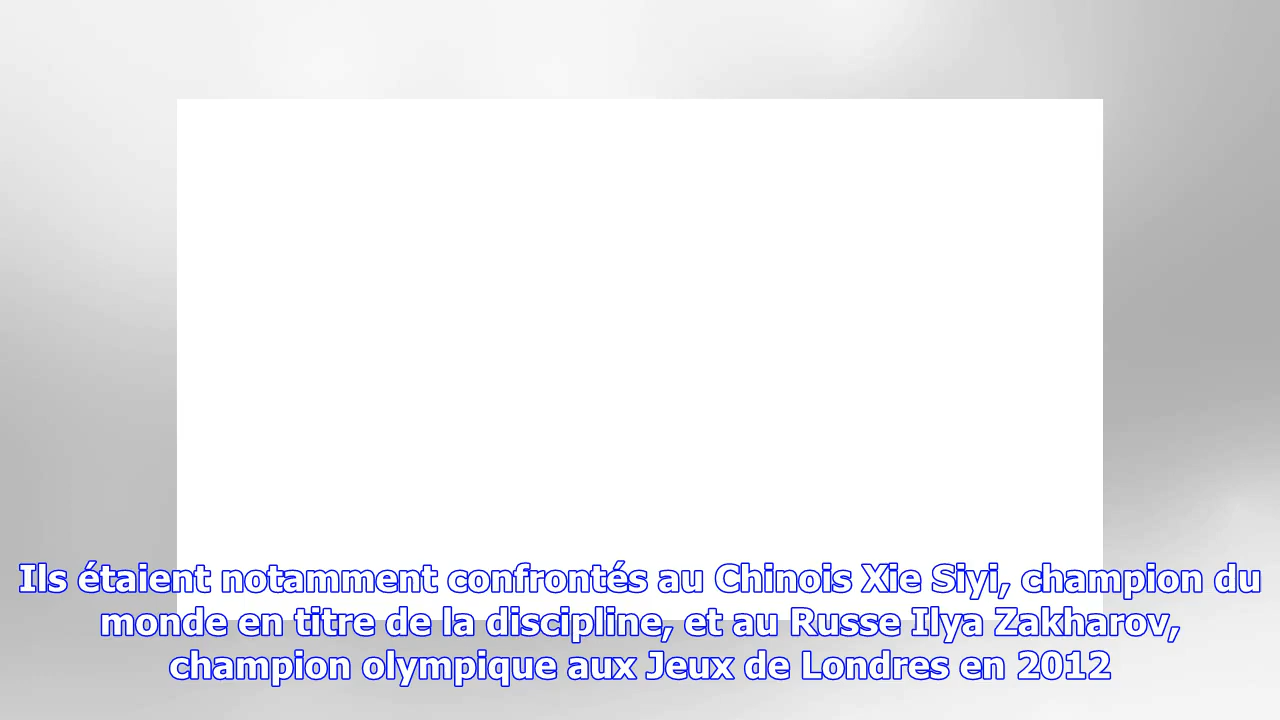 Ils étaient notamment confrontés au Chinois Xie Siyi, champion du
monde en titre de la discipline, et au Russe Ilya Zakharov,
champion olympique aux Jeux de Londres en 2012